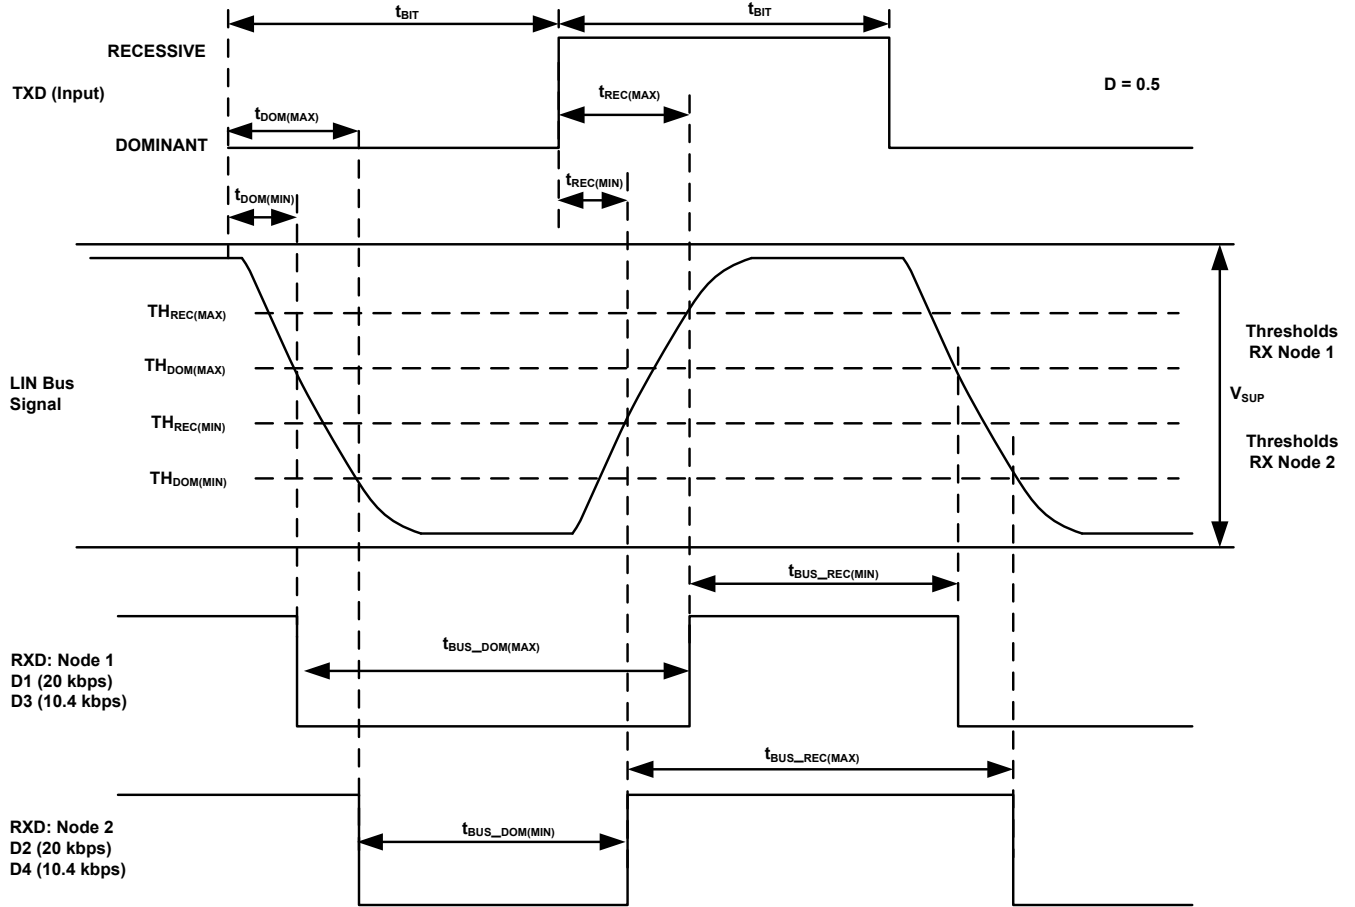 tBIT
tBIT
RECESSIVE
TXD (Input)
D = 0.5
tREC(MAX)
tDOM(MAX)
DOMINANT
tREC(MIN)
tDOM(MIN)
THREC(MAX)
Thresholds
RX Node 1
THDOM(MAX)
LIN Bus
Signal
VSUP
THREC(MIN)
Thresholds
RX Node 2
THDOM(MIN)
tBUS_REC(MIN)
RXD: Node 1
D1 (20 kbps)
D3 (10.4 kbps)
tBUS_DOM(MAX)
tBUS_REC(MAX)
RXD: Node 2
D2 (20 kbps)
D4 (10.4 kbps)
tBUS_DOM(MIN)